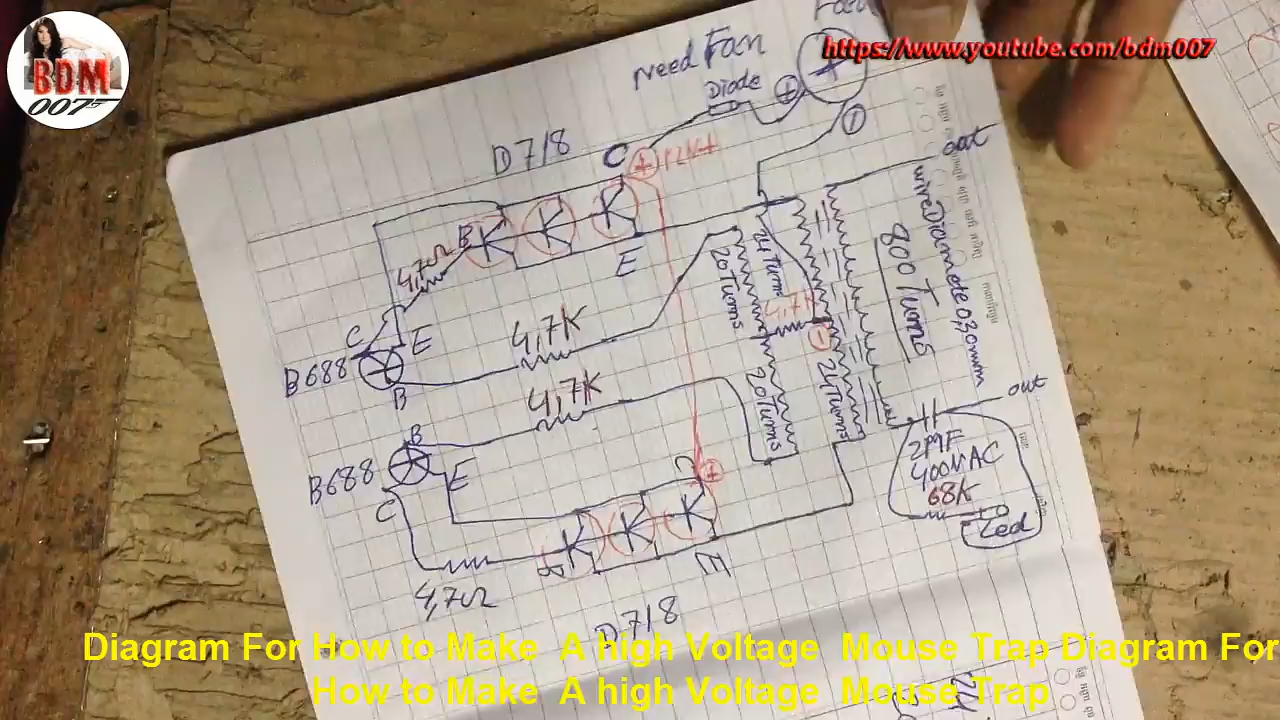 BDM
007
https://www.youtube.com/bdm007
need Fan
Diode
+
+
-
D718
C
+ 12V+
out
wire Diamete 0,30mm
800 Turns
B
4,7Ω
E
24 Turns
20 Turns
4,7K
-
C
E
B688
B
4,7K
4,7K
20 Turns
24 Turns
out
B
B688
E
C
+
2MF
400VAC
68K
Led
B
E
4,7Ω
D718
Diagram For How to Make A high Voltage Mouse Trap Diagram For
How to Make A high Voltage Mouse Trap